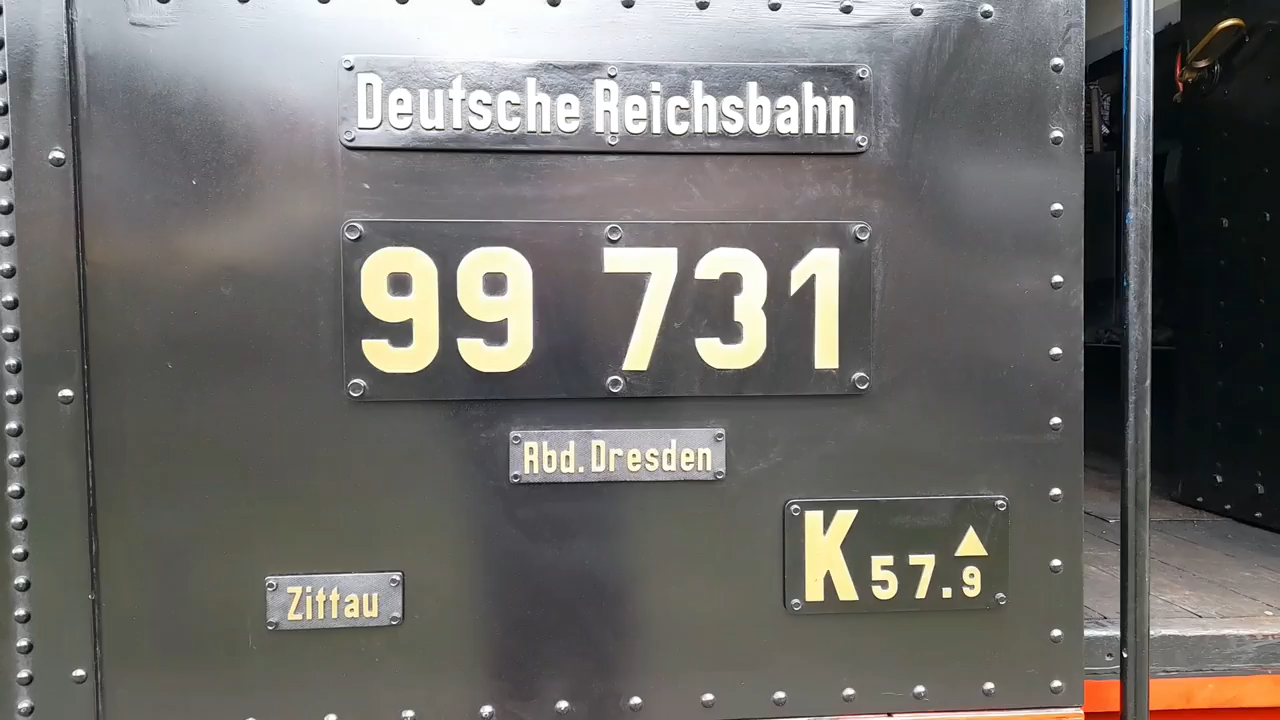 Deutsche Reichsbahn
99 731
Rbd. Dresden
K 57.9
Zittau